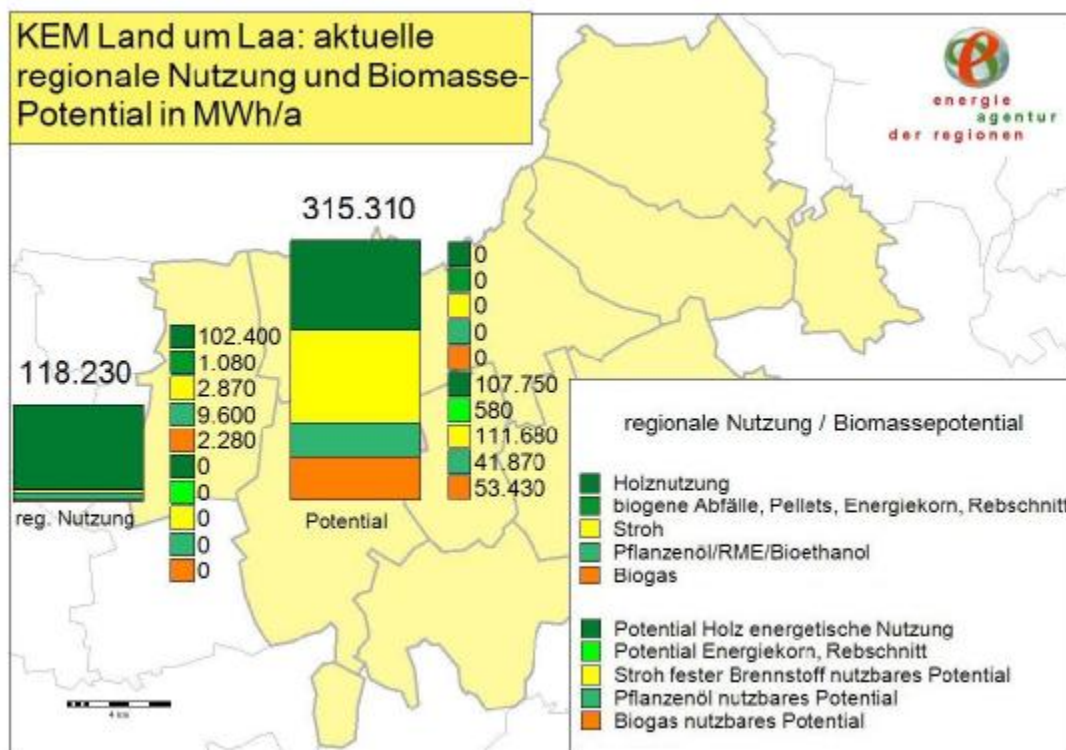 KEM Land um Laa: aktuelle
regionale Nutzung und Biomasse-
Potential in MWh/a
energie
agentur
der regionen
315.310
0
0
0
0
0
107.750
580
111.680
41.870
53.430
Potential
118.230
102.400
1.080
2.870
9.600
2.280
0
0
0
0
0
reg. Nutzung
regionale Nutzung / Biomassepotential
Holznutzung
biogene Abfälle, Pellets, Energiekorn, Rebschnitt
Stroh
Pflanzenöl/RME/Bioethanol
Biogas
Potential Holz energetische Nutzung
Potential Energiekorn, Rebschnitt
Stroh fester Brennstoff nutzbares Potential
Pflanzenöl nutzbares Potential
Biogas nutzbares Potential
4 km